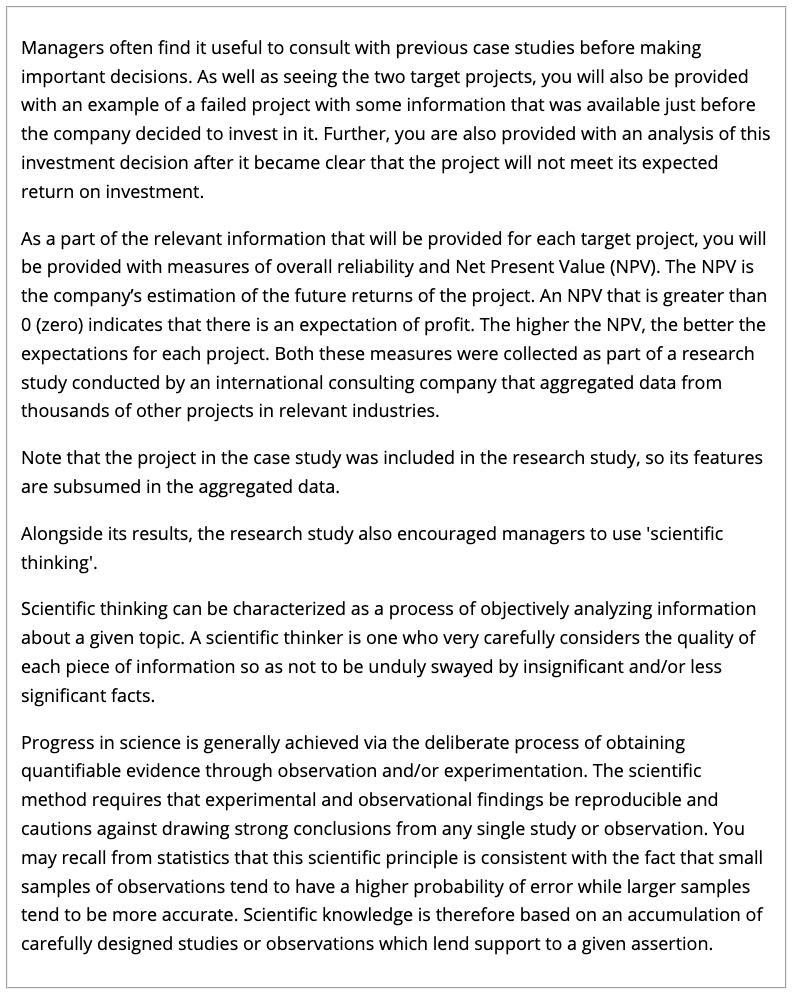 Managers often find it useful to consult with previous case studies before making
important decisions. As well as seeing the two target projects, you will also be provided
with an example of a failed project with some information that was available just before
the company decided to invest in it. Further, you are also provided with an analysis of this
investment decision after it became clear that the project will not meet its expected
return on investment.
As a part of the relevant information that will be provided for each target project, you will
be provided with measures of overall reliability and Net Present Value (NPV). The NPV is
the company’s estimation of the future returns of the project. An NPV that is greater than
0 (zero) indicates that there is an expectation of profit. The higher the NPV, the better the
expectations for each project. Both these measures were collected as part of a research
study conducted by an international consulting company that aggregated data from
thousands of other projects in relevant industries.
Note that the project in the case study was included in the research study, so its features
are subsumed in the aggregated data.
Alongside its results, the research study also encouraged managers to use 'scientific
thinking'.
Scientific thinking can be characterized as a process of objectively analyzing information
about a given topic. A scientific thinker is one who very carefully considers the quality of
each piece of information so as not to be unduly swayed by insignificant and/or less
significant facts.
Progress in science is generally achieved via the deliberate process of obtaining
quantifiable evidence through observation and/or experimentation. The scientific
method requires that experimental and observational findings be reproducible and
cautions against drawing strong conclusions from any single study or observation. You
may recall from statistics that this scientific principle is consistent with the fact that small
samples of observations tend to have a higher probability of error while larger samples
tend to be more accurate. Scientific knowledge is therefore based on an accumulation of
carefully designed studies or observations which lend support to a given assertion.